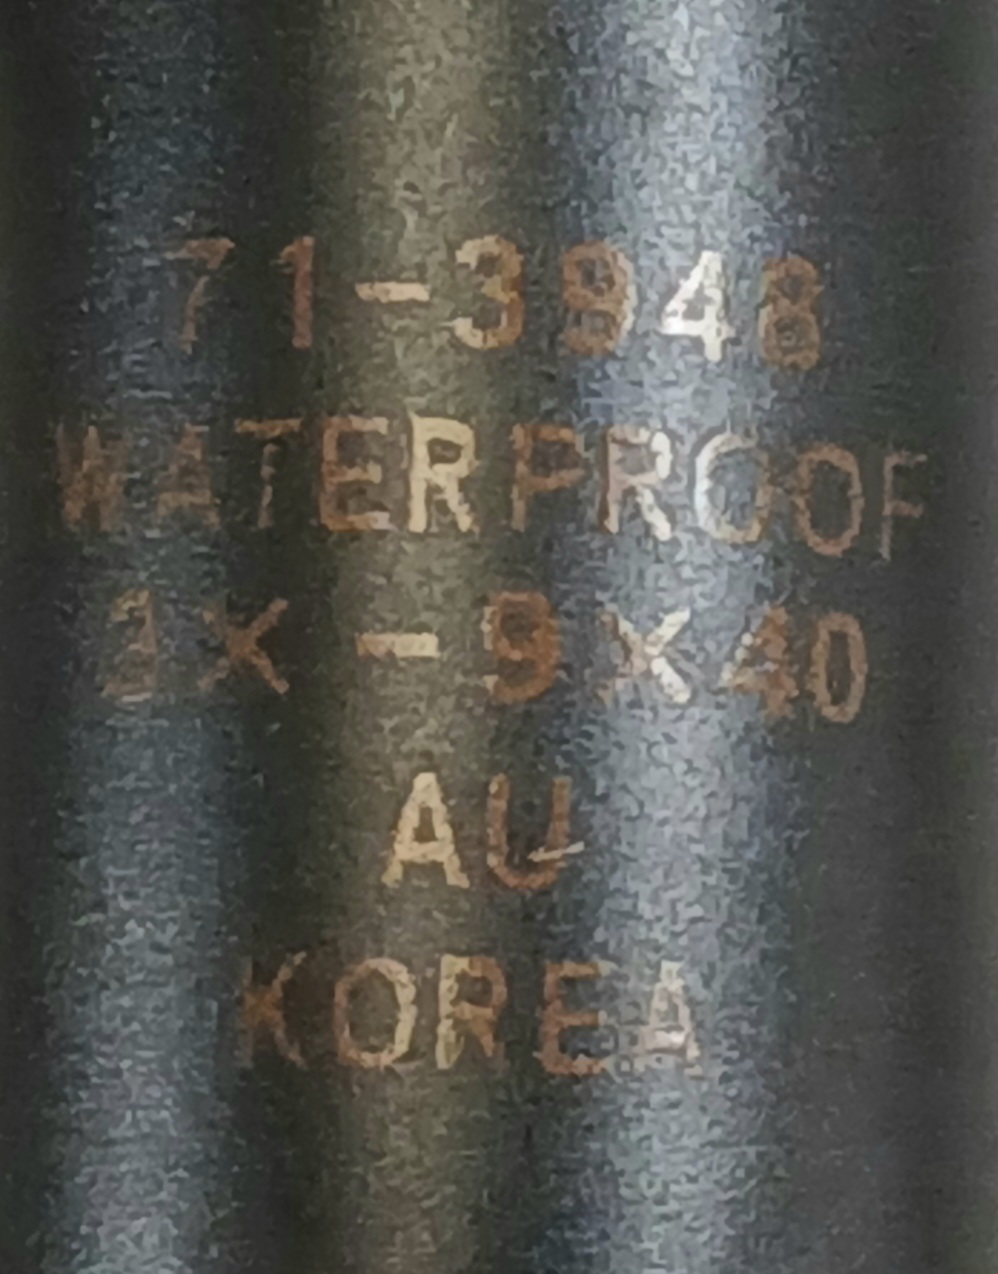 71-3948
WATERPROOF
3X-9X40
AU
KOREA